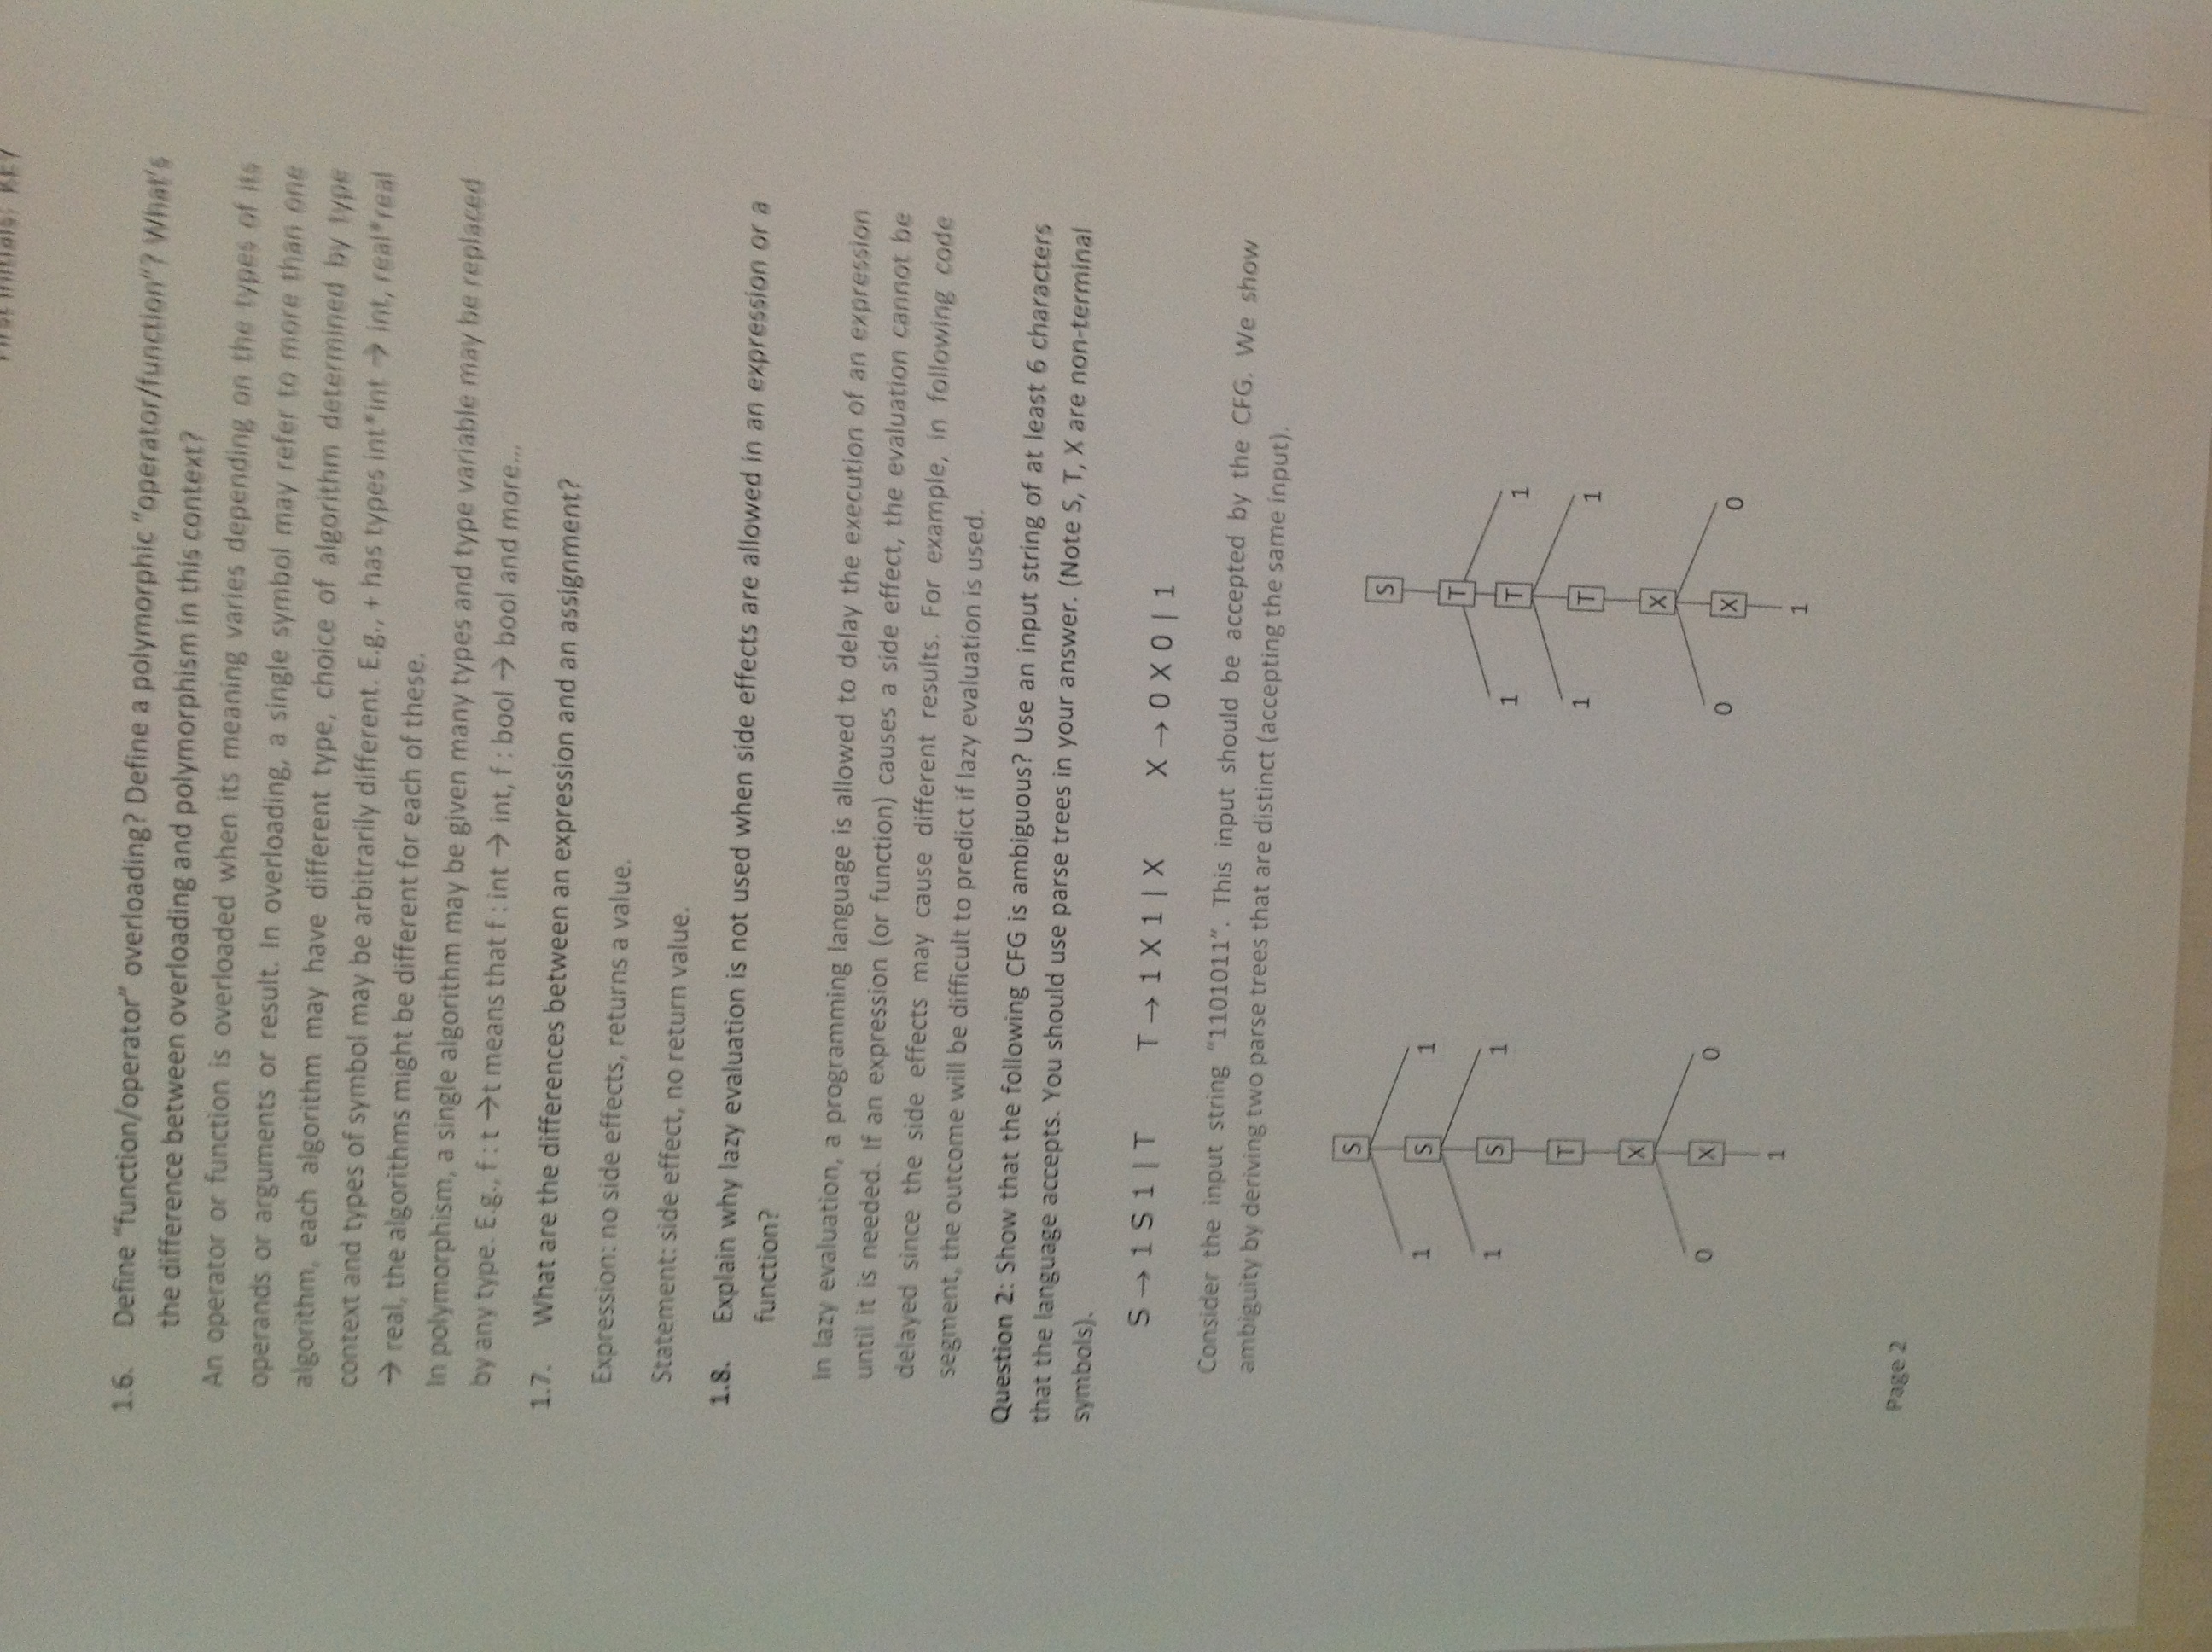 First Initials: KEY
1.6. Define “function/operator” overloading? Define a polymorphic “operator/function”? What's
the difference between overloading and polymorphism in this context?
An operator or function is overloaded when its meaning varies depending on the types of its
operands or arguments or result. In overloading, a single symbol may refer to more than one
algorithm, each algorithm may have different type, choice of algorithm determined by type
context and types of symbol may be arbitrarily different. E.g., + has types int*int → int, real*real
→ real, the algorithms might be different for each of these.
In polymorphism, a single algorithm may be given many types and type variable may be replaced
by any type. E.g., f : t →t means that f : int → int, f : bool → bool and more...
1.7. What are the differences between an expression and an assignment?
Expression: no side effects, returns a value.
Statement: side effect, no return value.
1.8. Explain why lazy evaluation is not used when side effects are allowed in an expression or a
function?
In lazy evaluation, a programming language is allowed to delay the execution of an expression
until it is needed. If an expression (or function) causes a side effect, the evaluation cannot be
delayed since the side effects may cause different results. For example, in following code
segment, the outcome will be difficult to predict if lazy evaluation is used.
Question 2: Show that the following CFG is ambiguous? Use an input string of at least 6 characters
that the language accepts. You should use parse trees in your answer. (Note S, T, X are non-terminal
symbols).
S → 1 S 1 | T T → 1 X 1 | X X → 0 X 0 | 1
Consider the input string “1101011”. This input should be accepted by the CFG. We show
ambiguity by deriving two parse trees that are distinct (accepting the same input).
S
1 S 1
1 S 1
T
X
0 X 0
1
S
T
1 T 1
1 T 1
X
0 X 0
1
Page 2